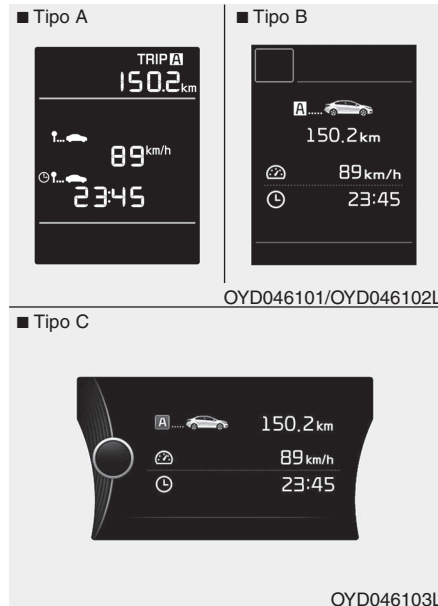 ■ Tipo A
TRIP A
150.2km
89km/h
23:45
■ Tipo B
A.....
150.2km
89km/h
23:45
OYD046101/OYD046102L
■ Tipo C
A.....
150.2km
89km/h
23:45
OYD046103L